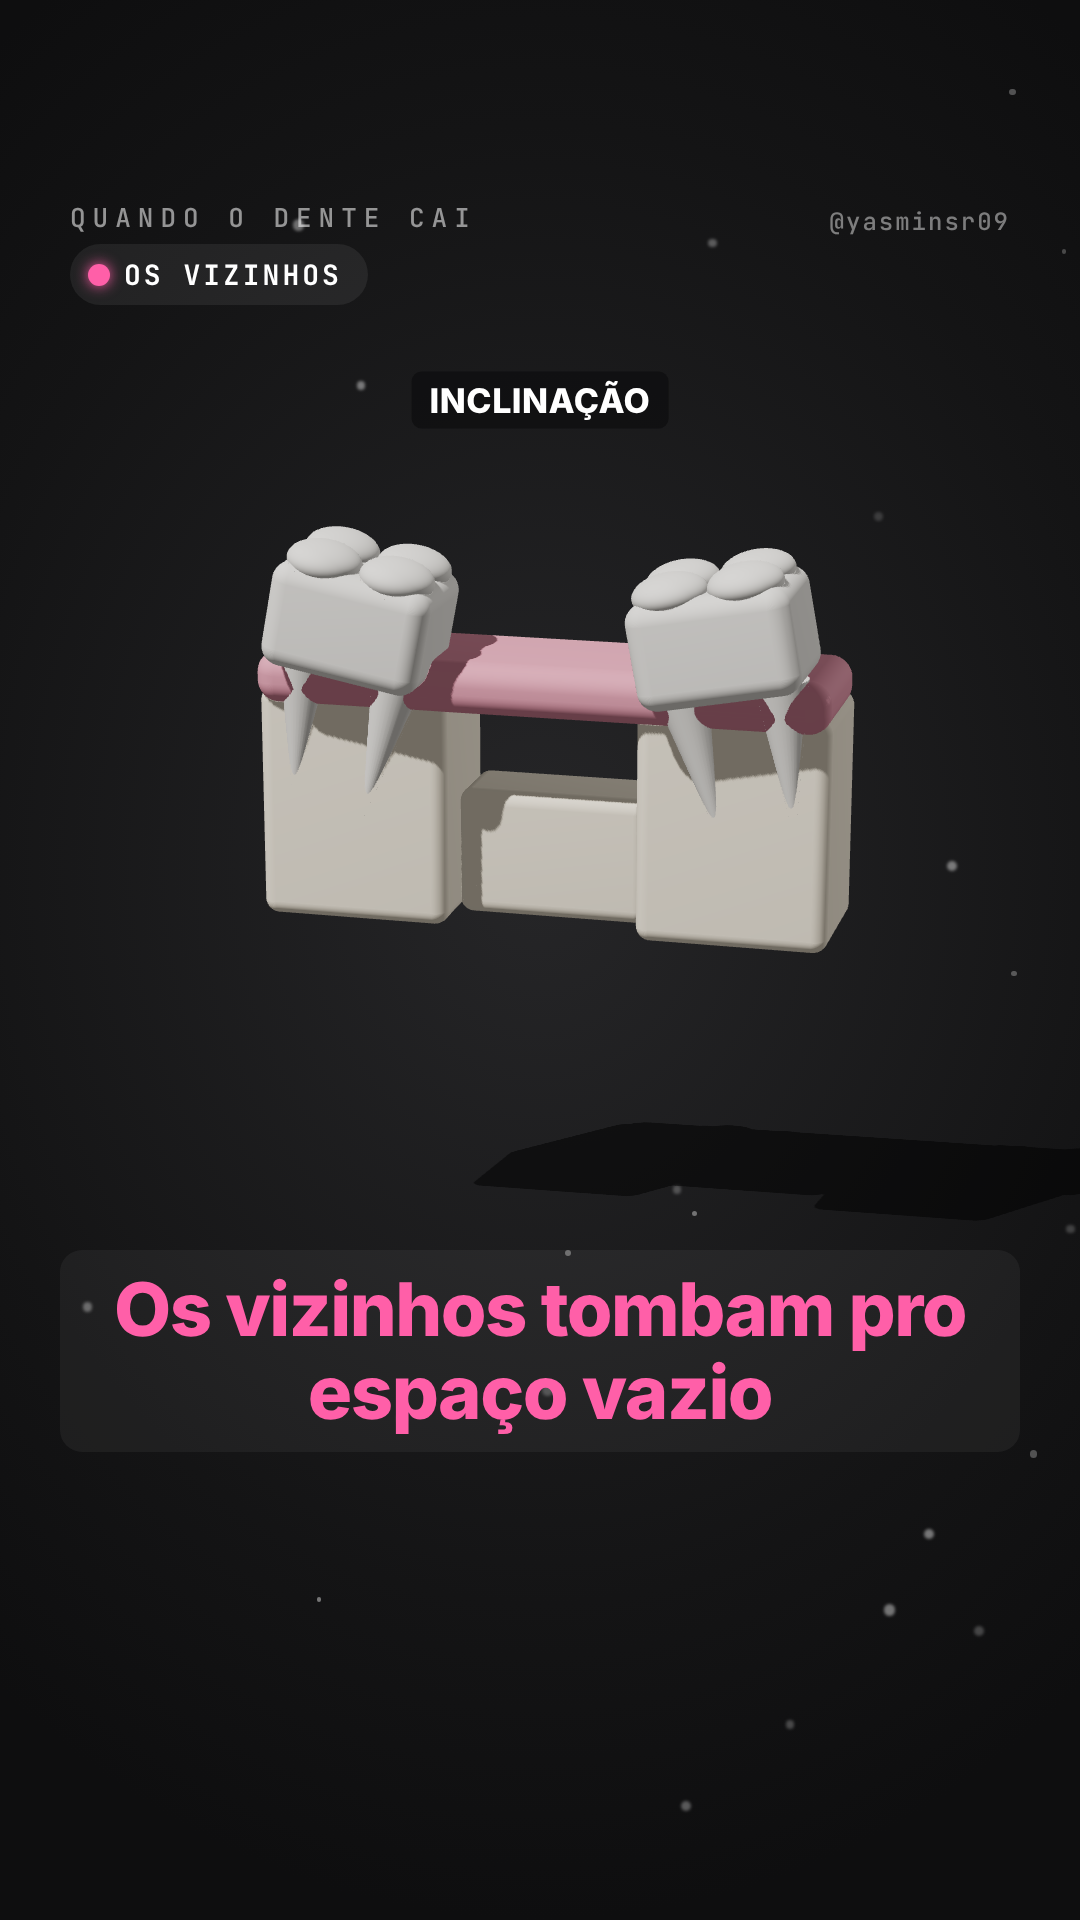 QUANDO O DENTE CAI
@yasminsr09
OS VIZINHOS
INCLINAÇÃO
Os vizinhos tombam pro
espaço vazio